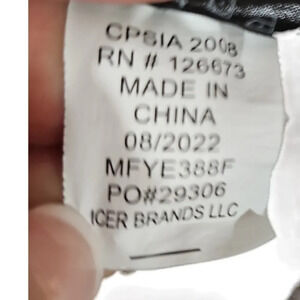 CPSIA 2008
RN # 126673
MADE IN
CHINA
08/2022
MFYE388F
PO#29306
ICER BRANDS LLC